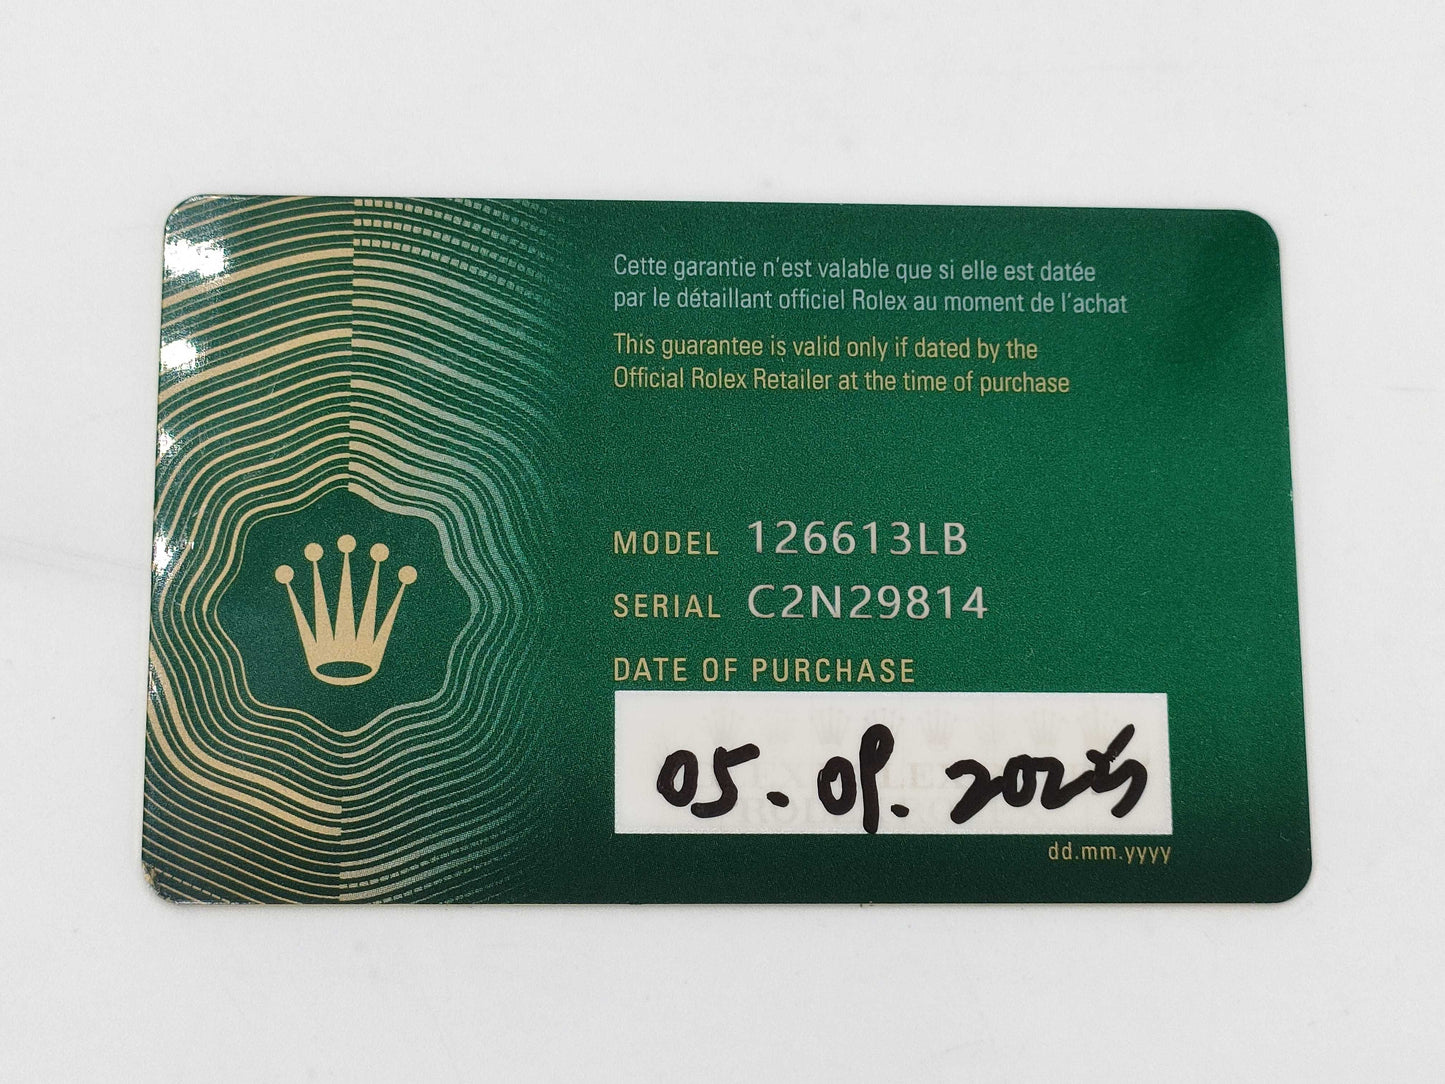 Cette garantie n'est valable que si elle est datée
par le détaillant officiel Rolex au moment de l'achat
This guarantee is valid only if dated by the
Official Rolex Retailer at the time of purchase
MODEL 126613LB
SERIAL C2N29814
DATE OF PURCHASE
05.09.
dd.mm.yyyy